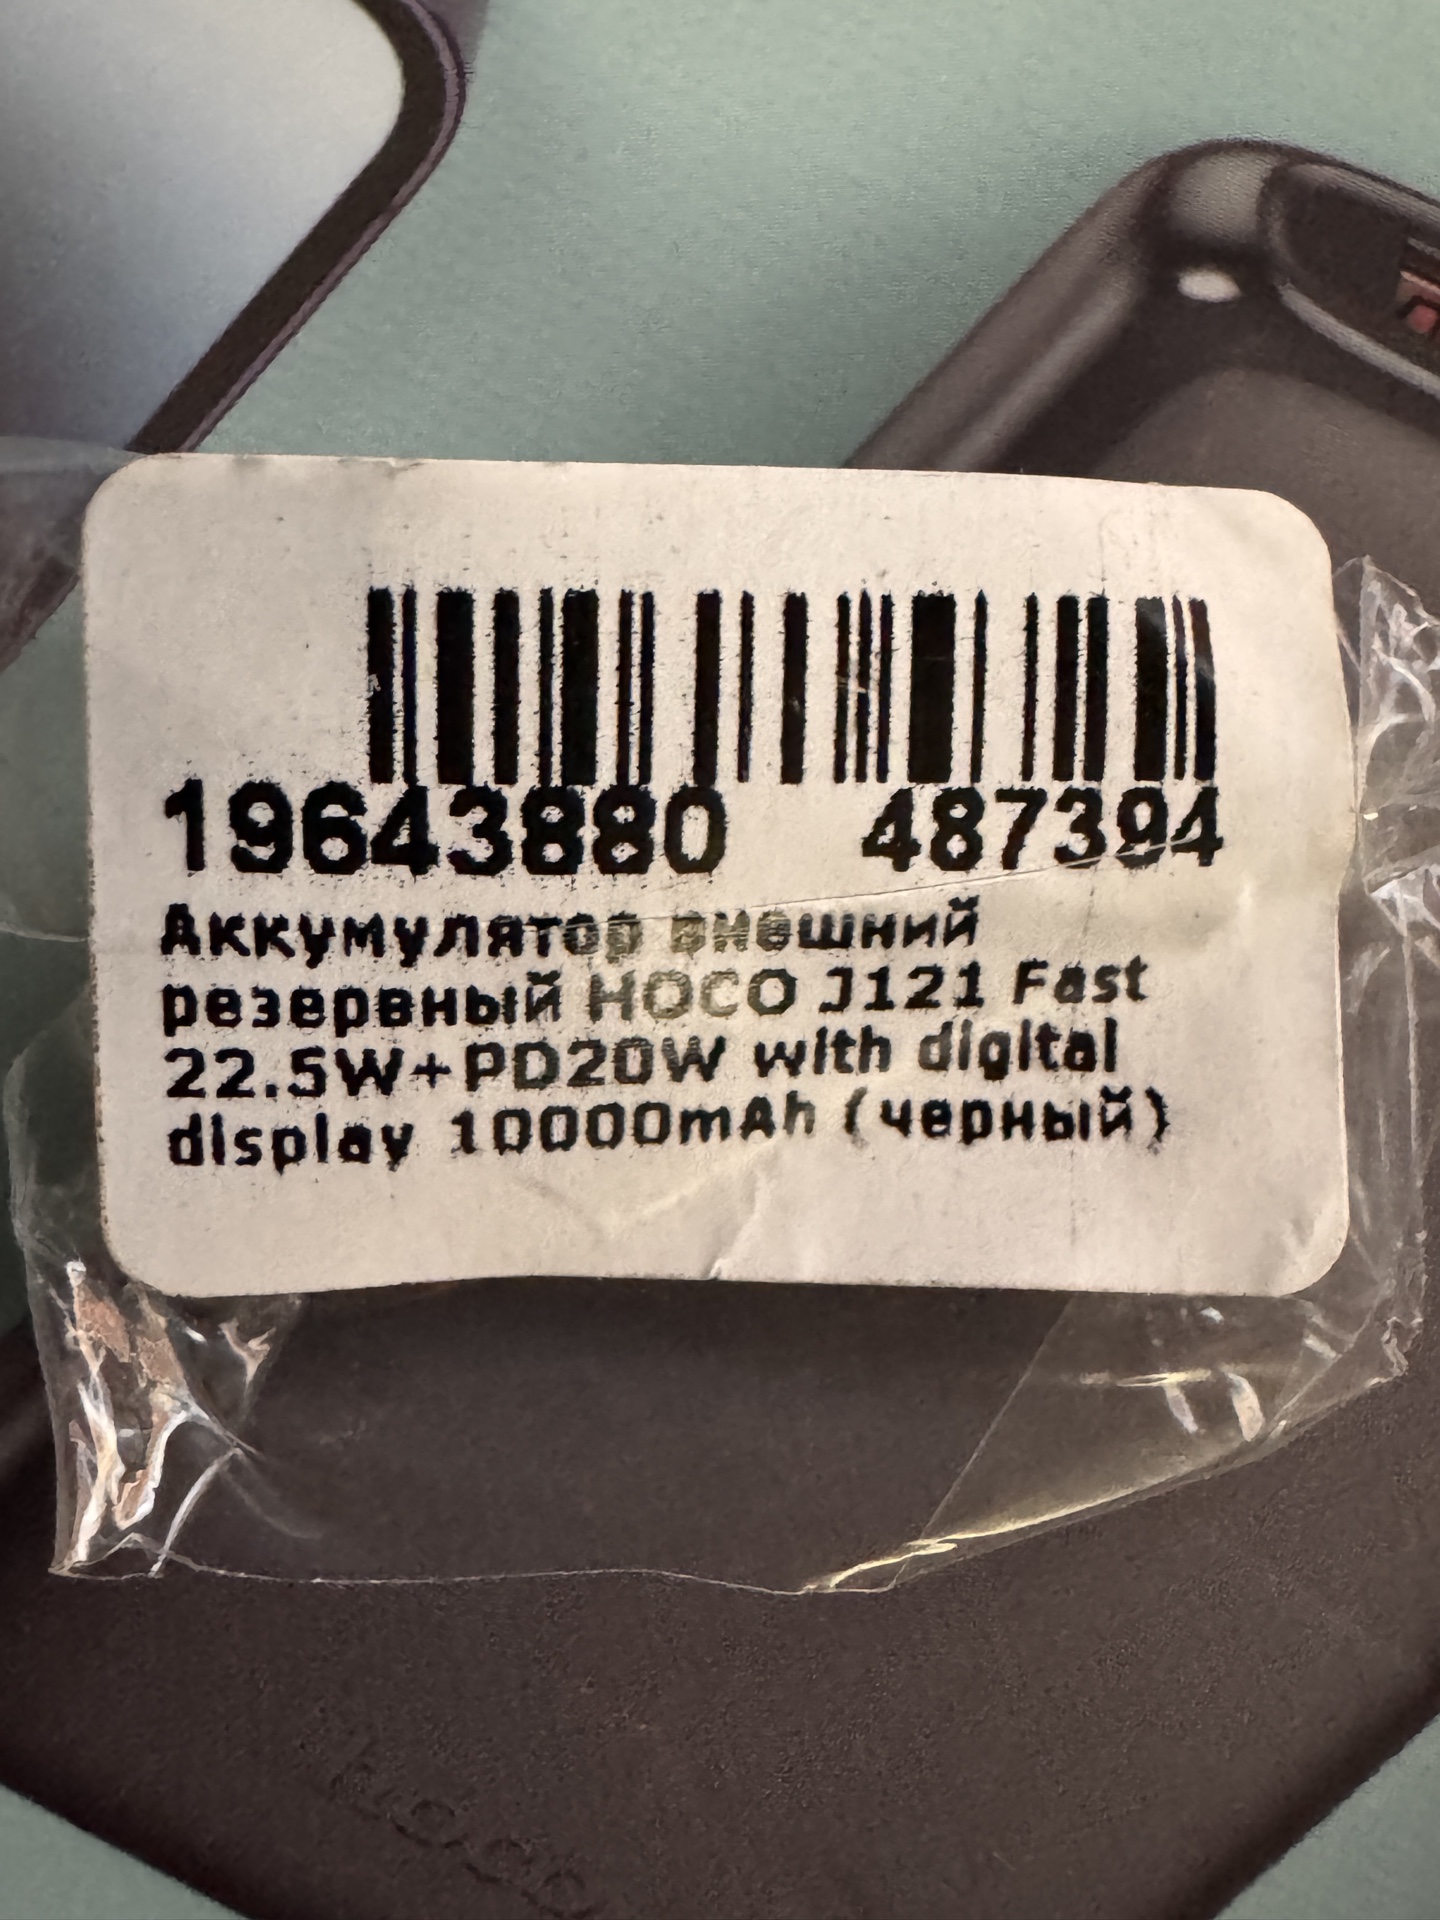 19643880 487394
Аккумулятор внешний
резервный HOCO J121 Fast
22.5W+PD20W with digital
display 10000mAh (черный)